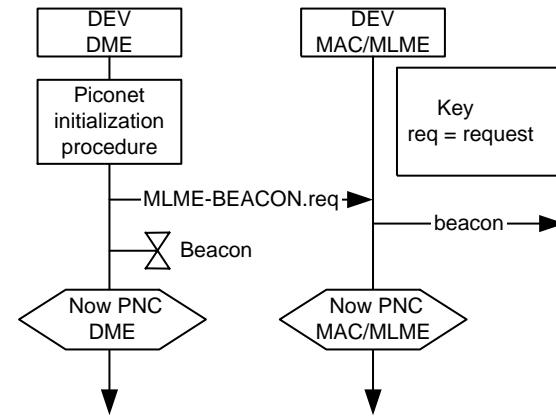 DEV
DME
DEV
MAC/MLME
Piconet
initialization
procedure
Key
req = request
MLME-BEACON.req
beacon
Beacon
Now PNC
DME
Now PNC
MAC/MLME